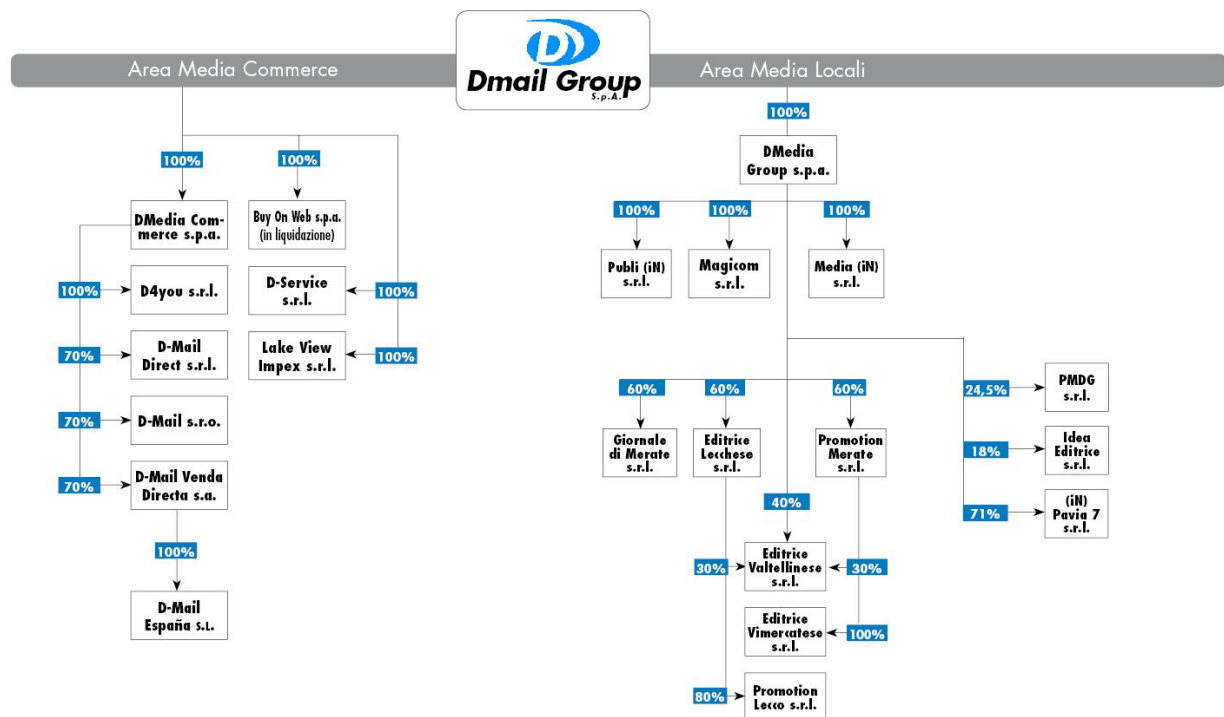 Area Media Commerce
D
Dmail Group
S.p.A.
Area Media Locali
100%
100%
DMedia Com-
merce s.p.a.
100%
Buy On Web s.p.a.
(in liquidazione)
100%
D4you s.r.l.
D-Service
s.r.l.
100%
70%
D-Mail
Direct s.r.l.
Lake View
Impex s.r.l.
100%
70%
D-Mail s.r.o.
70%
D-Mail Venda
Directa s.a.
100%
D-Mail
España S.L.
100%
DMedia
Group s.p.a.
100%
100%
100%
Publi (iN)
s.r.l.
Magicom
s.r.l.
Media (iN)
s.r.l.
60%
60%
60%
Giornale
di Merate
s.r.l.
Editrice
Lecchese
s.r.l.
Promotion
Merate
s.r.l.
24,5%
PMDG
s.r.l.
18%
Idea
Editrice
s.r.l.
71%
(iN)
Pavia 7
s.r.l.
40%
30%
Editrice
Valtellinese
s.r.l.
30%
Editrice
Vimercatese
s.r.l.
100%
80%
Promotion
Lecco s.r.l.